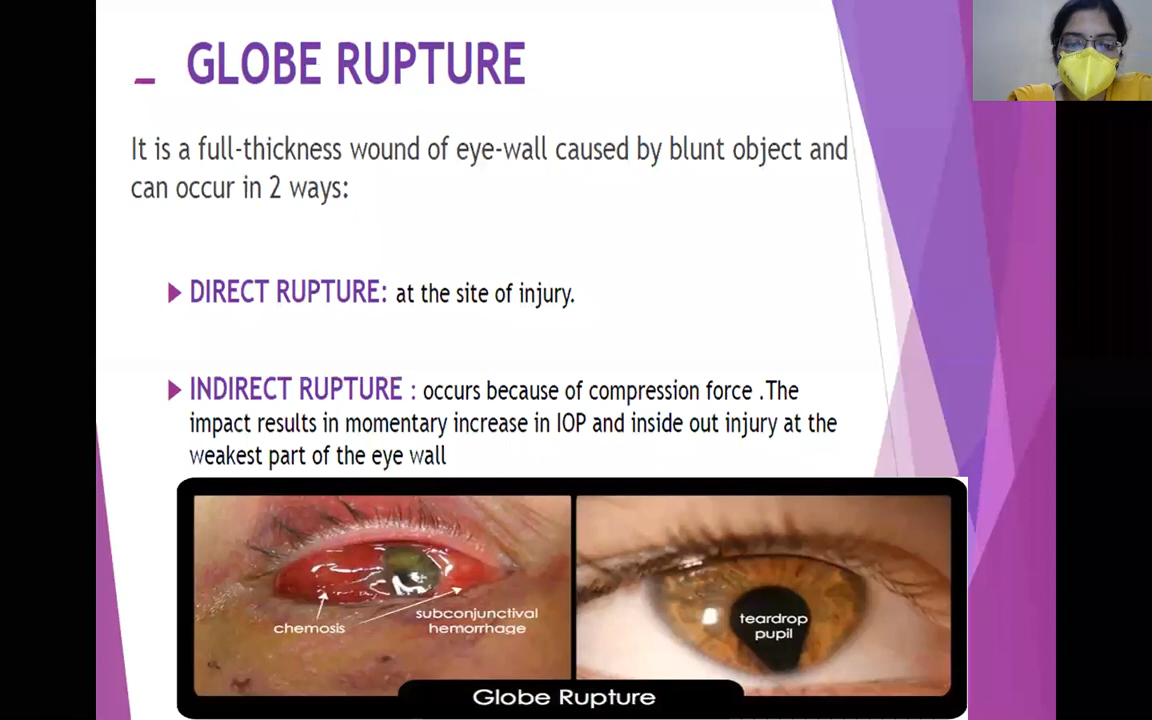 GLOBE RUPTURE
It is a full-thickness wound of eye-wall caused by blunt object and
can occur in 2 ways:
DIRECT RUPTURE: at the site of injury.
INDIRECT RUPTURE : occurs because of compression force .The
impact results in momentary increase in IOP and inside out injury at the
weakest part of the eye wall
chemosis
subconjunctival
hemorrhage
teardrop
pupil
Globe Rupture